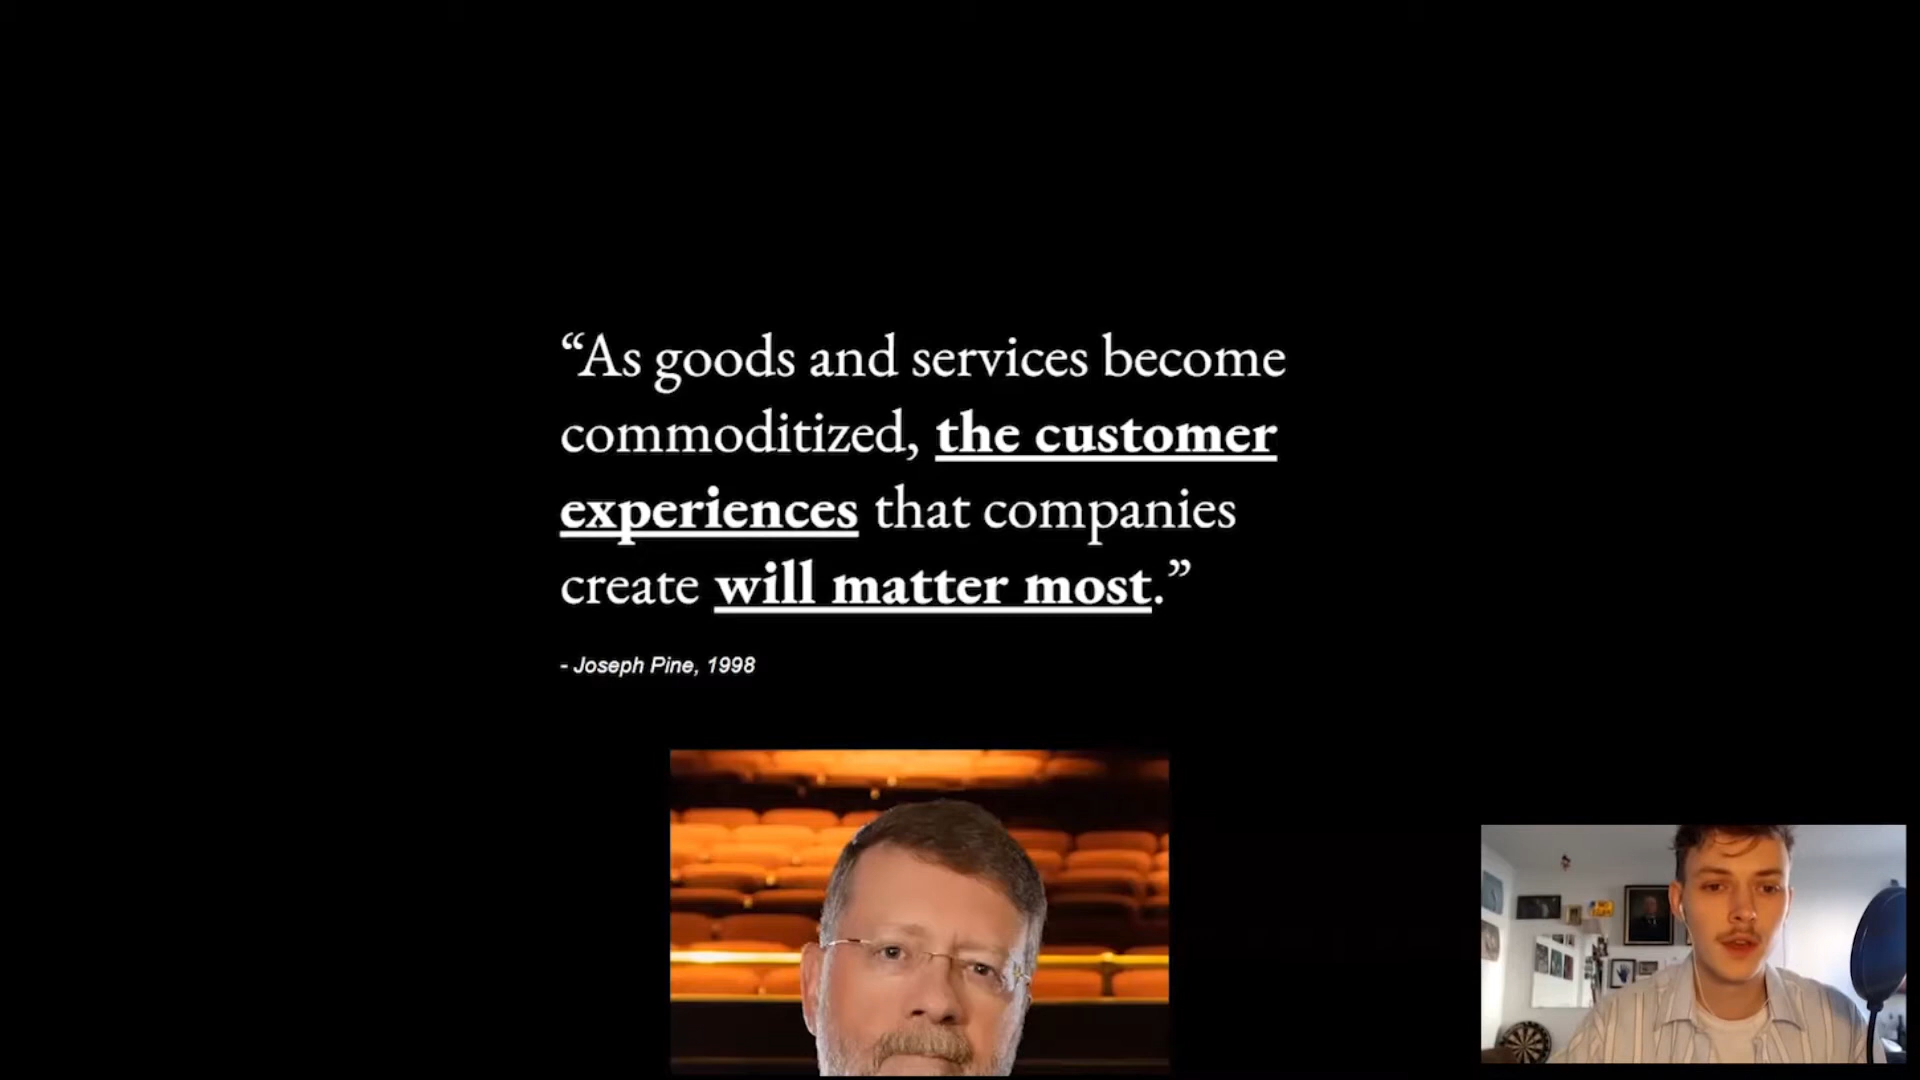 “As goods and services become
commoditized, the customer
experiences that companies
create will matter most.”
- Joseph Pine, 1998